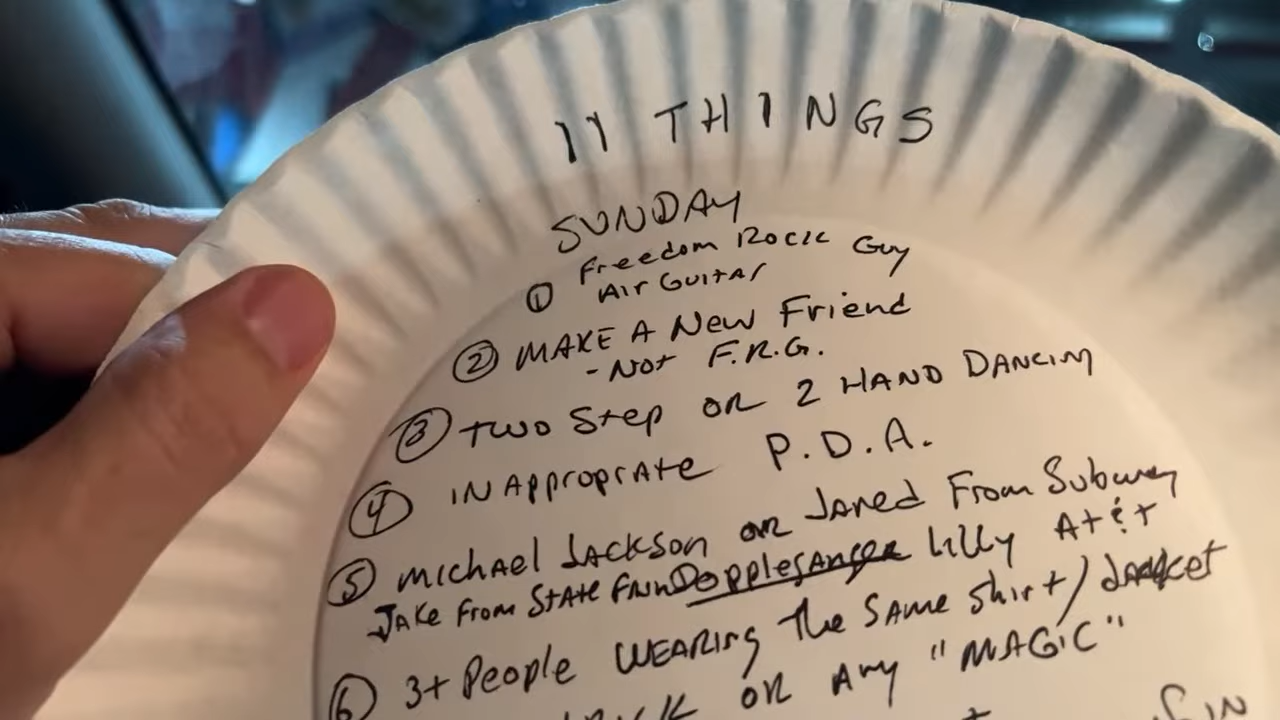 11 THINGS
SUNDAY
① Freedom Rock Guy
Air Guitar
② MAKE A New Friend
- Not F.R.G.
③ TWO Step OR 2 HAND DANCIN
④ INAppropriATe P.D.A.
⑤ MICHAEL JACKSON OR JARED From Subway
JAKE From STATE FARM Dopplesanger Lilly At&t
⑥ 3+ People WEARING The SAME Shirt/Jacket
OR Any "MAGIC"